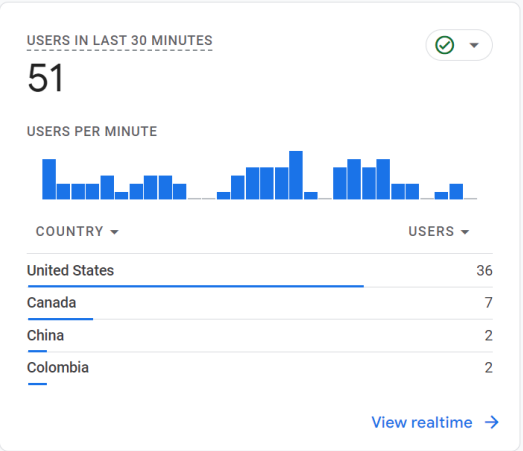 USERS IN LAST 30 MINUTES
51
USERS PER MINUTE
COUNTRY USERS
United States 36
Canada 7
China 2
Colombia 2
View realtime